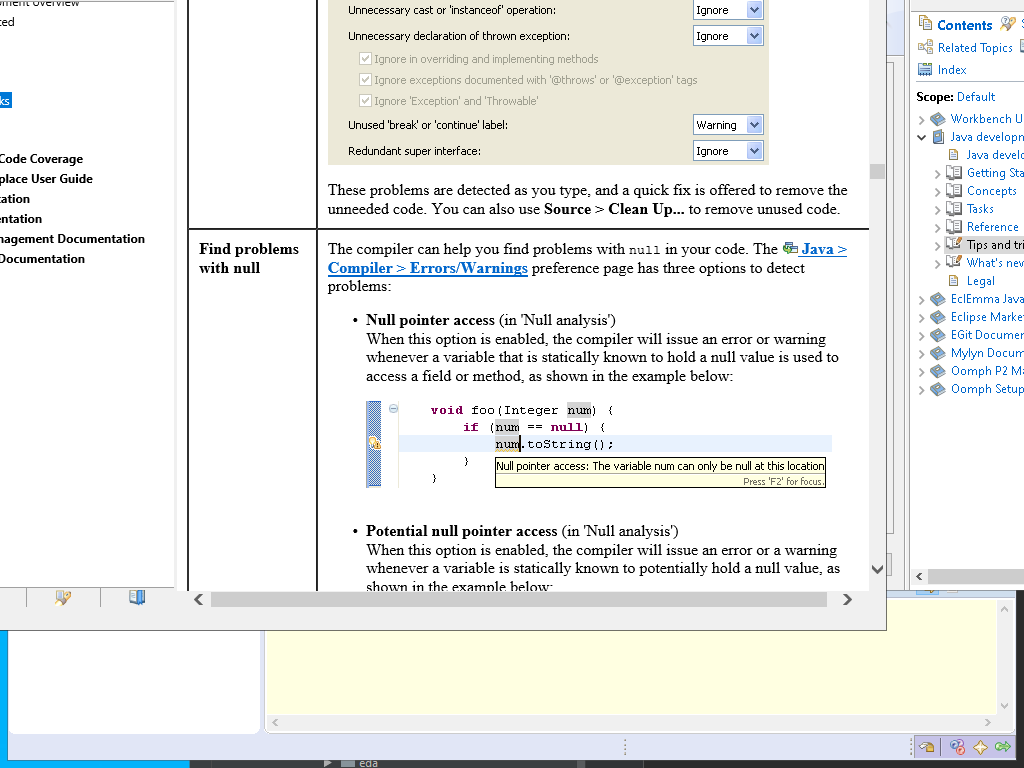 ted
ks
Code Coverage
place User Guide
tation
entation
nagement Documentation
Documentation
Unnecessary cast or 'instanceof' operation:
Ignore
Unnecessary declaration of thrown exception:
Ignore
Ignore in overriding and implementing methods
Ignore exceptions documented with '@throws' or '@exception' tags
Ignore 'Exception' and 'Throwable'
Unused 'break' or 'continue' label:
Warning
Redundant super interface:
Ignore
These problems are detected as you type, and a quick fix is offered to remove the
unneeded code. You can also use Source > Clean Up... to remove unused code.
Find problems
with null
The compiler can help you find problems with null in your code. The Java >
Compiler > Errors/Warnings preference page has three options to detect
problems:
• Null pointer access (in 'Null analysis')
When this option is enabled, the compiler will issue an error or warning
whenever a variable that is statically known to hold a null value is used to
access a field or method, as shown in the example below:
void foo(Integer num) {
if (num == null) {
num.toString();
}
}
Null pointer access: The variable num can only be null at this location
Press 'F2' for focus.
• Potential null pointer access (in 'Null analysis')
When this option is enabled, the compiler will issue an error or a warning
whenever a variable is statically known to potentially hold a null value, as
shown in the example below:
Contents
Related Topics
Index
Scope: Default
Workbench U
Java developm
Java develo
Getting Sta
Concepts
Tasks
Reference
Tips and tri
What's new
Legal
EclEmma Java
Eclipse Market
EGit Documen
Mylyn Docum
Oomph P2 Ma
Oomph Setup
eda